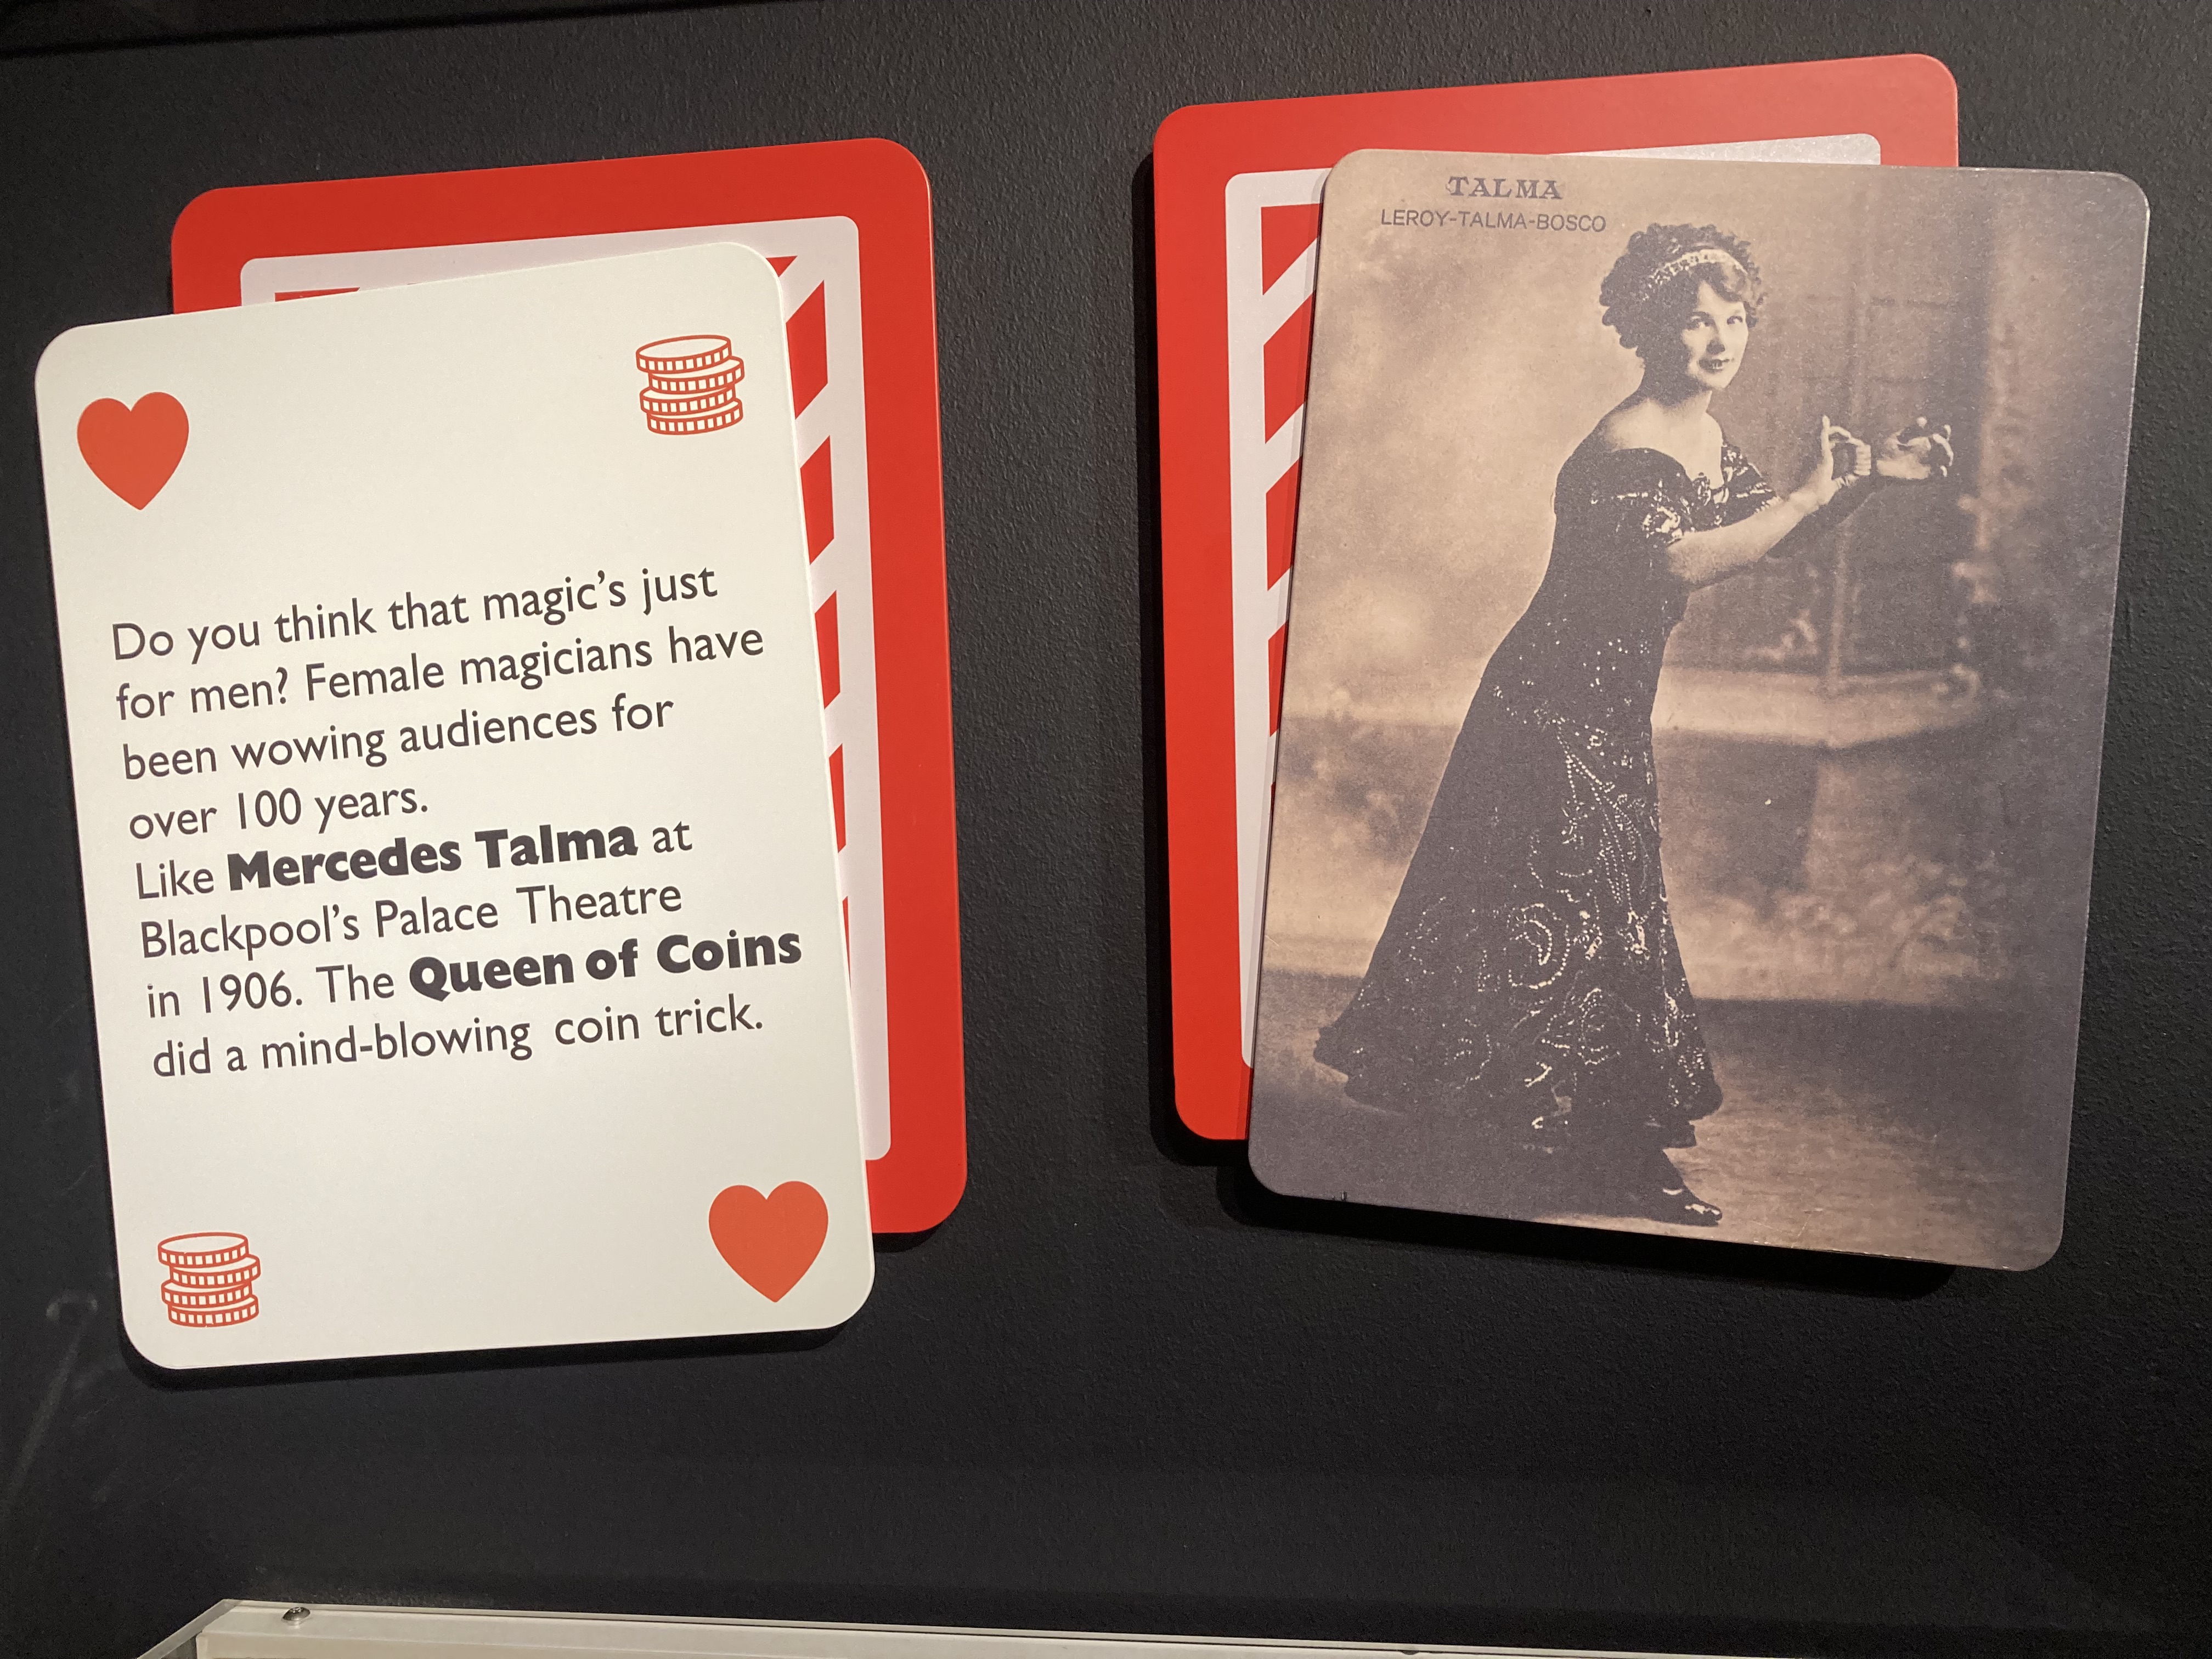 Do you think that magic’s just
for men? Female magicians have
been wowing audiences for
over 100 years.
Like Mercedes Talma at
Blackpool’s Palace Theatre
in 1906. The Queen of Coins
did a mind-blowing coin trick.
TALMA
LEROY-TALMA-BOSCO